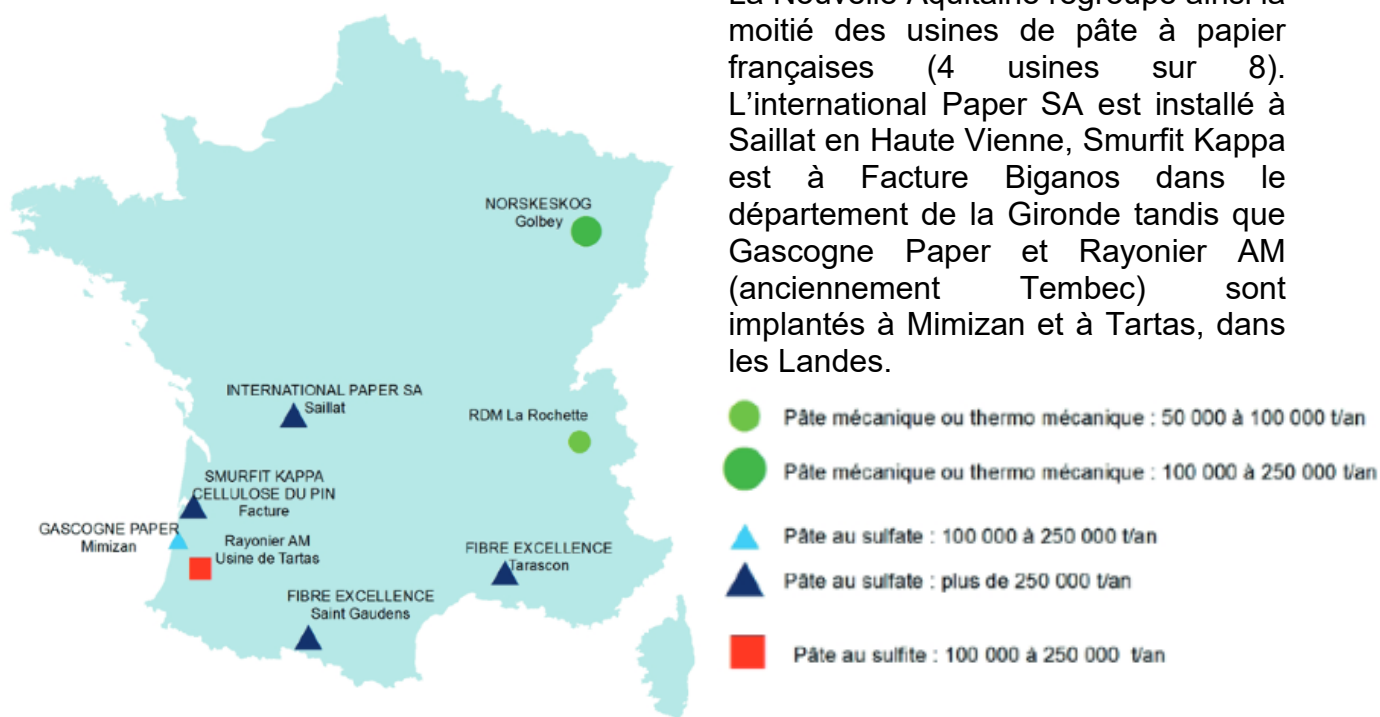 La Nouvelle Aquitaine regroupe ainsi la
moitié des usines de pâte à papier
françaises (4 usines sur 8).
L’international Paper SA est installé à
Saillat en Haute Vienne, Smurfit Kappa
est à Facture Biganos dans le
département de la Gironde tandis que
Gascogne Paper et Rayonier AM
(anciennement Tembec) sont
implantés à Mimizan et à Tartas, dans
les Landes.
NORSKESKOG
Golbey
INTERNATIONAL PAPER SA
Saillat
RDM La Rochette
SMURFIT KAPPA
CELLULOSE DU PIN
Facture
GASCOGNE PAPER
Mimizan
Rayonier AM
Usine de Tartas
FIBRE EXCELLENCE
Tarascon
FIBRE EXCELLENCE
Saint Gaudens
Pâte mécanique ou thermo mécanique : 50 000 à 100 000 t/an
Pâte mécanique ou thermo mécanique : 100 000 à 250 000 t/an
Pâte au sulfate : 100 000 à 250 000 t/an
Pâte au sulfate : plus de 250 000 t/an
Pâte au sulfite : 100 000 à 250 000 t/an